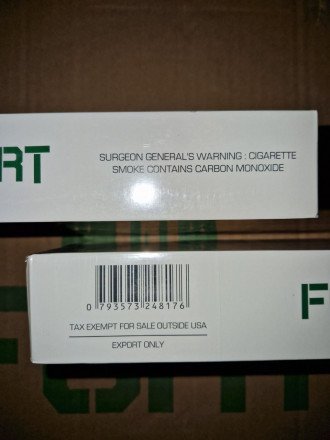 RT
SURGEON GENERAL'S WARNING : CIGARETTE
SMOKE CONTAINS CARBON MONOXIDE
0 793573 248176
F
TAX EXEMPT FOR SALE OUTSIDE USA
EXPORT ONLY